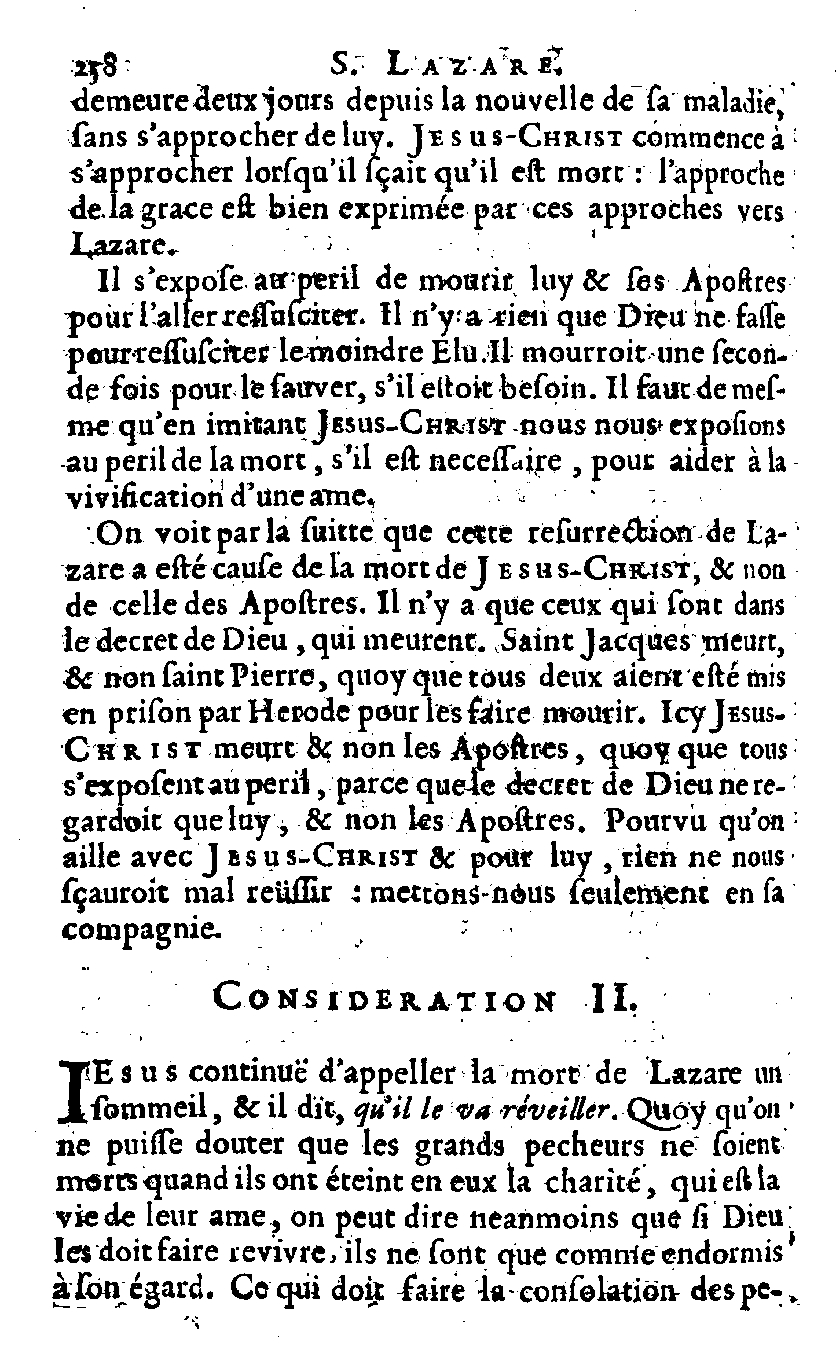 258 S. LAZARE.
demeure deux jours depuis la nouvelle de ſa maladie,
ſans s'approcher de luy. JESUS-CHRIST commence à
s'approcher lorſqu'il ſçait qu'il eſt mort : l'approche
de la grace eſt bien exprimée par ces approches vers
Lazare.
Il s'expoſe au peril de mourir luy & ſes Apoſtres
pour l'aller reſſuſciter. Il n'y a rien que Dieu ne faſſe
pour reſſuſciter le moindre Elu. Il mourroit une ſecon-
de fois pour le ſauver, s'il eſtoit beſoin. Il faut de meſ-
me qu'en imitant JESUS-CHRIST nous nous expoſions
au peril de la mort, s'il eſt neceſſaire, pour aider à la
vivification d'une ame.
On voit par la ſuitte que cette reſurrection de La-
zare a eſté cauſe de la mort de JESUS-CHRIST, & non
de celle des Apoſtres. Il n'y a que ceux qui ſont dans
le decret de Dieu, qui meurent. Saint Jacques meurt,
& non ſaint Pierre, quoy que tous deux aient eſté mis
en priſon par Herode pour les faire mourir. Icy JESUS-
CHRIST meurt & non les Apoſtres, quoy que tous
s'expoſent au peril, parce que le decret de Dieu ne re-
gardoit que luy, & non les Apoſtres. Pourvû qu'on
aille avec JESUS-CHRIST & pour luy, rien ne nous
ſçauroit mal reüſſir : mettons-nous ſeulement en ſa
compagnie.
CONSIDERATION II.
JESUS continuë d'appeller la mort de Lazare un
ſommeil, & il dit, qu'il le va réveiller. Quoy qu'on
ne puiſſe douter que les grands pecheurs ne ſoient
morts quand ils ont éteint en eux la charité, qui eſt la
vie de leur ame, on peut dire neanmoins que ſi Dieu
les doit faire revivre, ils ne ſont que comme endormis
à ſon égard. Ce qui doit faire la conſolation des pe-